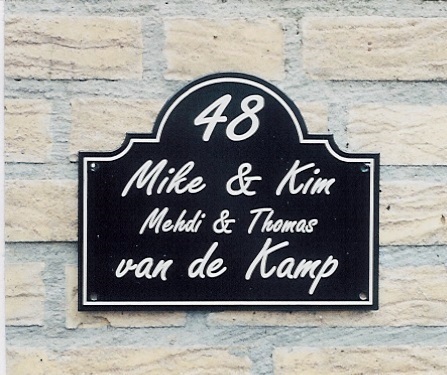 48
Mike & Kim
Mehdi & Thomas
van de Kamp